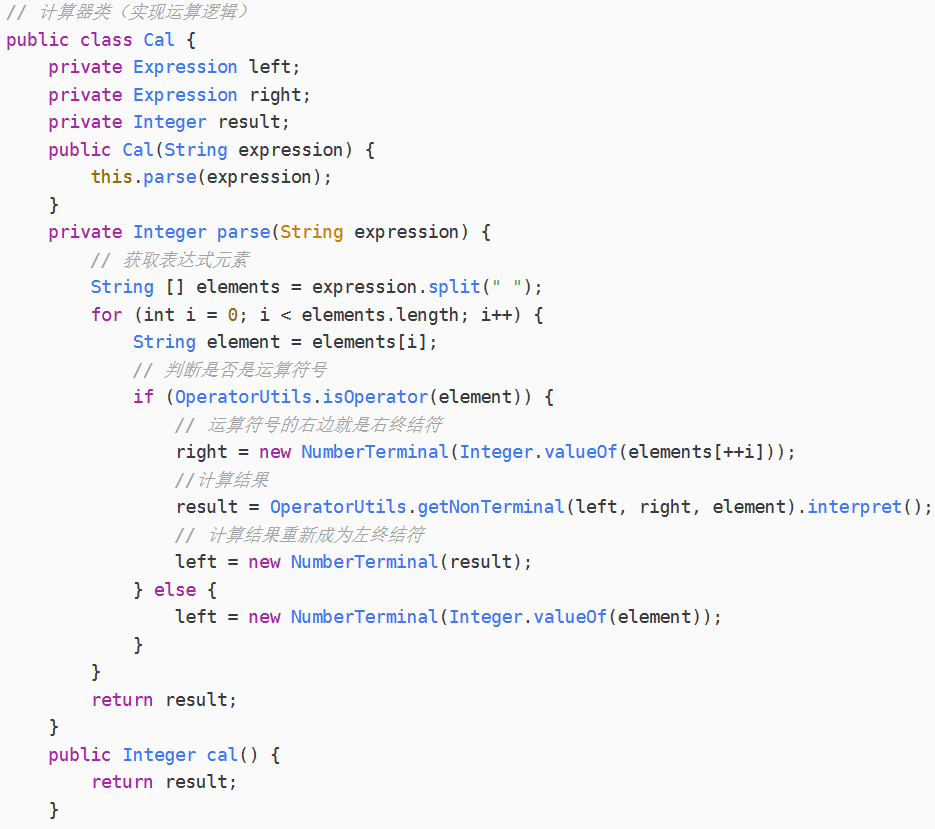 // 计算器类（实现运算逻辑）
public class Cal {
    private Expression left;
    private Expression right;
    private Integer result;
    public Cal(String expression) {
        this.parse(expression);
    }
    private Integer parse(String expression) {
        // 获取表达式元素
        String [] elements = expression.split(" ");
        for (int i = 0; i < elements.length; i++) {
            String element = elements[i];
            // 判断是否是运算符号
            if (OperatorUtils.isOperator(element)) {
                // 运算符号的右边就是右终结符
                right = new NumberTerminal(Integer.valueOf(elements[++i]));
                //计算结果
                result = OperatorUtils.getNonTerminal(left, right, element).interpret();
                // 计算结果重新成为左终结符
                left = new NumberTerminal(result);
            } else {
                left = new NumberTerminal(Integer.valueOf(element));
            }
        }
        return result;
    }
    public Integer cal() {
        return result;
    }